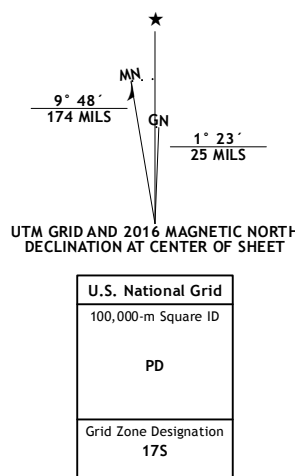 MN
GN
9° 48´
174 MILS
1° 23´
25 MILS
UTM GRID AND 2016 MAGNETIC NORTH
DECLINATION AT CENTER OF SHEET
U.S. National Grid
100,000-m Square ID
PD
Grid Zone Designation
17S